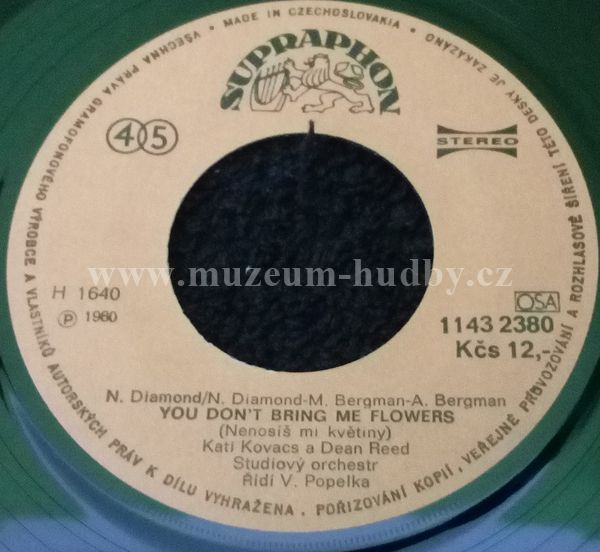 VŠECHNA PRÁVA GRAMOFONOVÉHO VÝROBCE A VLASTNÍKŮ AUTORSKÝCH PRÁV K DÍLU VYHRAŽENA. POŘIZOVÁNÍ KOPIÍ, VEŘEJNÉ PROVOZOVÁNÍ A ROZHLASOVÉ ŠÍŘENÍ TÉTO DESKY JE ZAKÁZÁNO
• MADE IN CZECHOSLOVAKIA •
SUPRAPHON
45
STEREO
www.muzeum-hudby.cz
H 1640
Ⓟ 1980
OSA
1143 2380
Kčs 12,-
N. Diamond/N. Diamond-M. Bergman-A. Bergman
YOU DON'T BRING ME FLOWERS
(Nenosíš mi květiny)
Kati Kovacs a Dean Reed
Studiový orchestr
Řídí V. Popelka